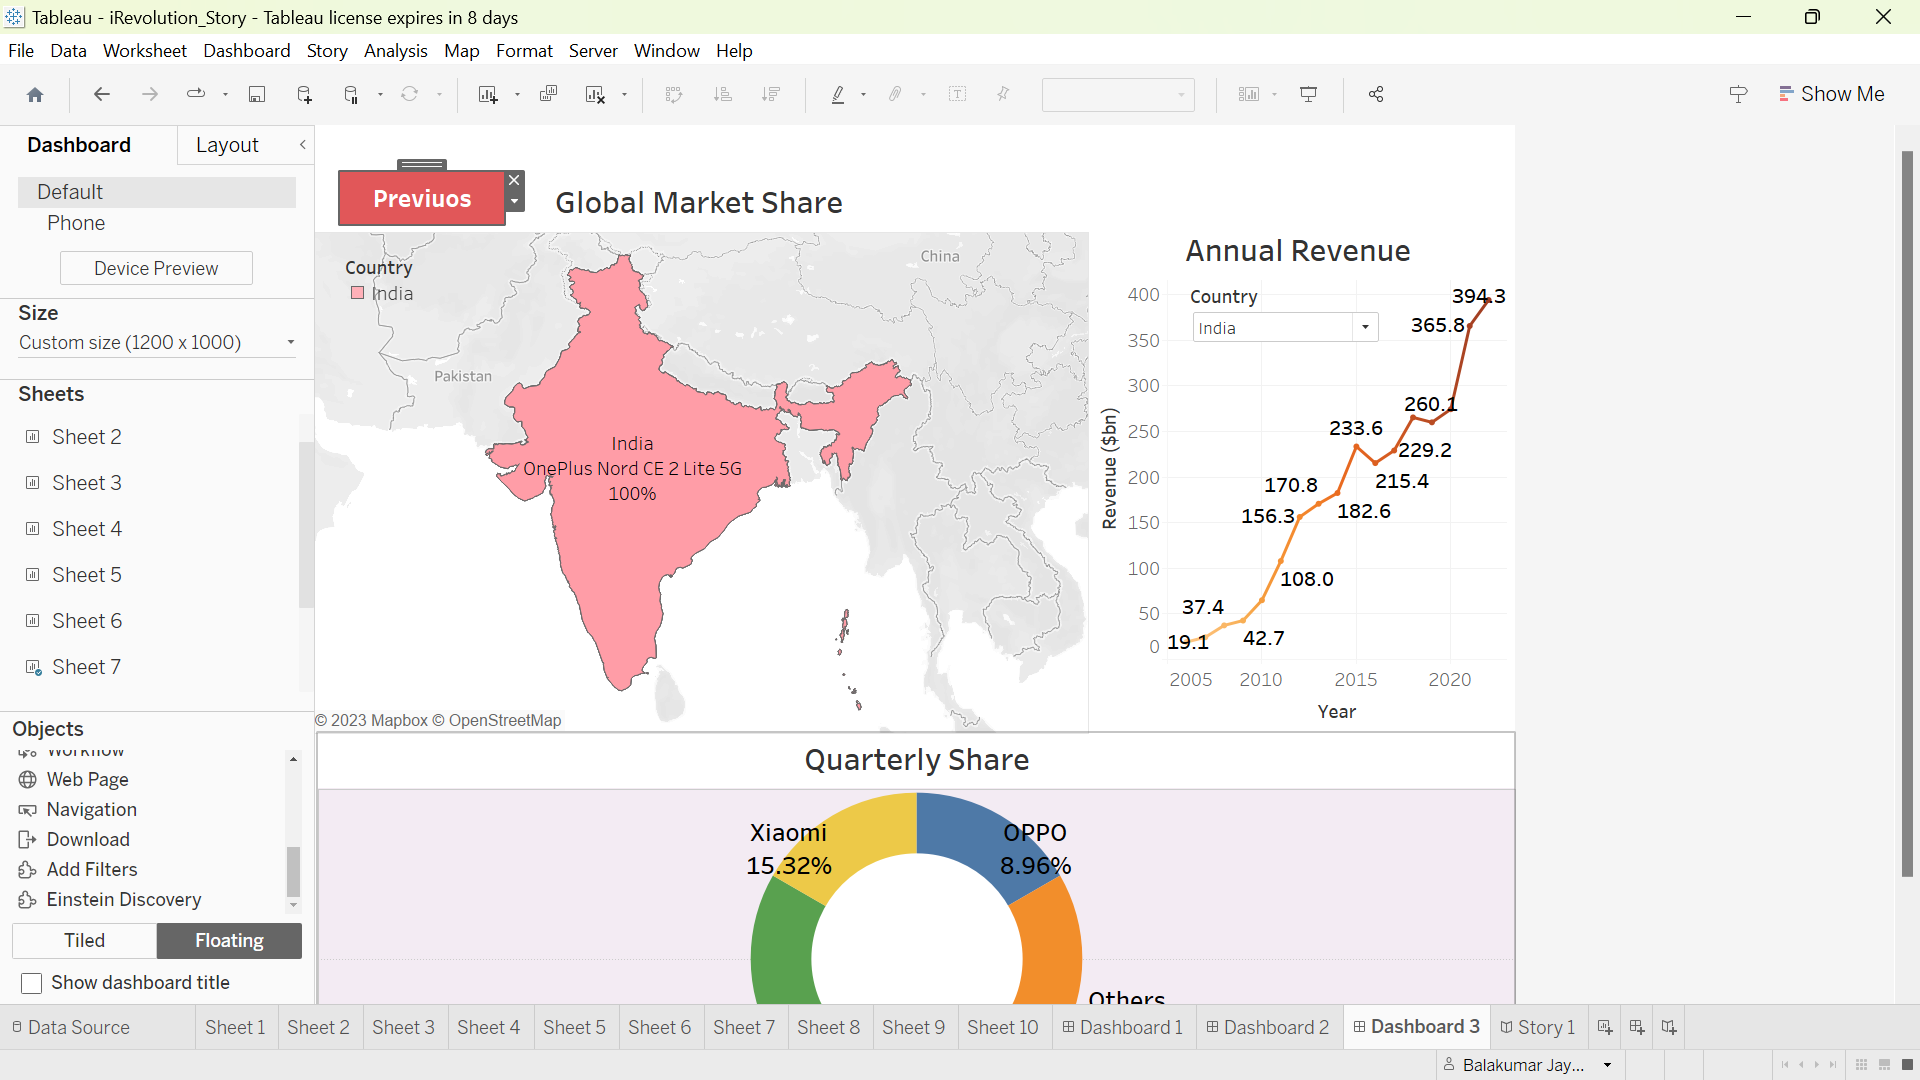 Tableau - iRevolution_Story - Tableau license expires in 8 days
File Data Worksheet Dashboard Story Analysis Map Format Server Window Help
Show Me
Dashboard Layout
Default
Phone
Device Preview
Size
Custom size (1200 x 1000)
Sheets
Sheet 2
Sheet 3
Sheet 4
Sheet 5
Sheet 6
Sheet 7
Objects
Workflow
Web Page
Navigation
Download
Add Filters
Einstein Discovery
Tiled Floating
Show dashboard title
Previuos
Global Market Share
Country
India
China
Pakistan
India
OnePlus Nord CE 2 Lite 5G
100%
© 2023 Mapbox © OpenStreetMap
Annual Revenue
Country
India
Revenue ($bn)
400
350
300
250
200
150
100
50
0
394.3
365.8
260.1
233.6
229.2
215.4
170.8
182.6
156.3
108.0
37.4
42.7
19.1
2005 2010 2015 2020
Year
Quarterly Share
Xiaomi
15.32%
OPPO
8.96%
Others
Data Source Sheet 1 Sheet 2 Sheet 3 Sheet 4 Sheet 5 Sheet 6 Sheet 7 Sheet 8 Sheet 9 Sheet 10 Dashboard 1 Dashboard 2 Dashboard 3 Story 1
Balakumar Jay...